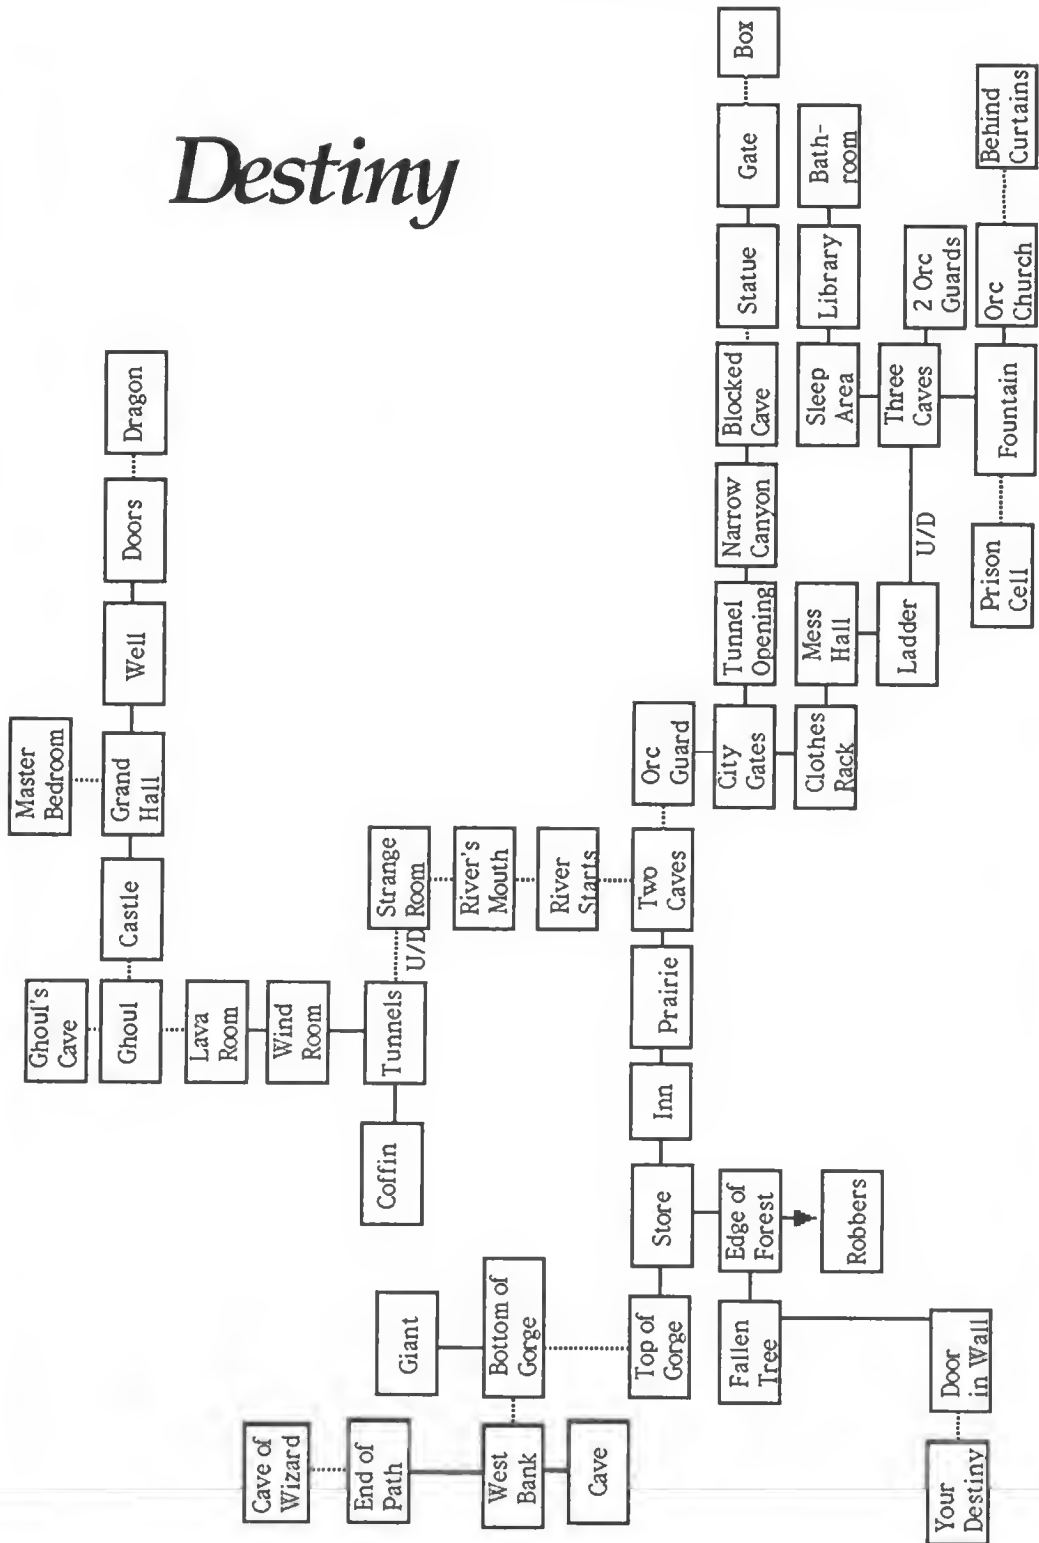 Destiny
Box
Gate
Statue
Blocked
Cave
Narrow
Canyon
Tunnel
Opening
City
Gates
Orc
Guard
Bath-
room
Library
Sleep
Area
Mess
Hall
Clothes
Rack
2 Orc
Guards
Three
Caves
U/D
Ladder
Behind
Curtains
Orc
Church
Fountain
Prison
Cell
Dragon
Doors
Well
Master
Bedroom
Grand
Hall
Castle
Ghoul's
Cave
Ghoul
Lava
Room
Wind
Room
Tunnels
Coffin
U/D
Strange
Room
River's
Mouth
River
Starts
Two
Caves
Prairie
Inn
Store
Edge of
Forest
Robbers
Top of
Gorge
Fallen
Tree
Door
in Wall
Your
Destiny
Giant
Bottom of
Gorge
West
Bank
Cave
End of
Path
Cave of
Wizard